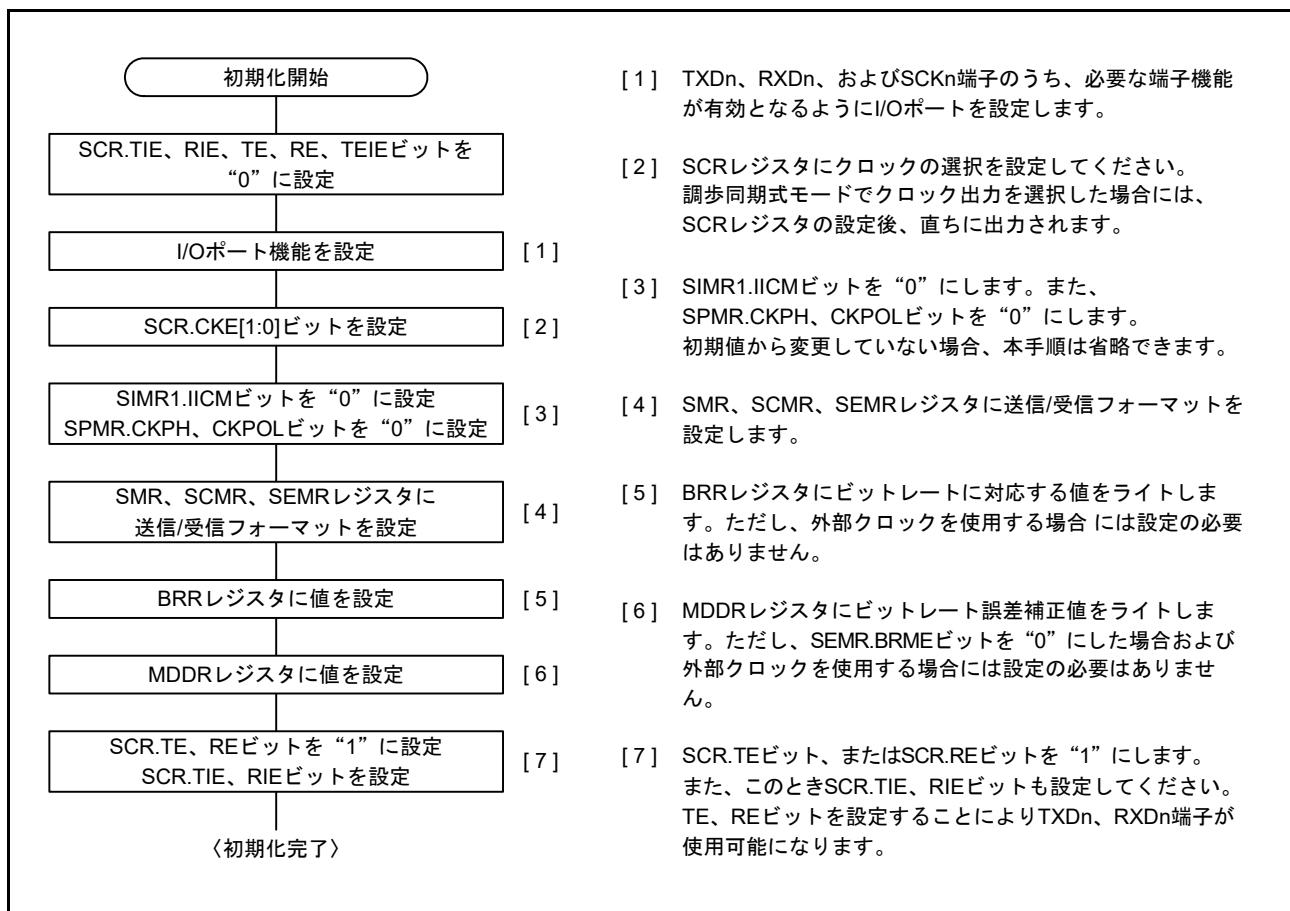 初期化開始
SCR.TIE、RIE、TE、RE、TEIEビットを
“0”に設定
I/Oポート機能を設定
[ 1 ]
SCR.CKE[1:0]ビットを設定
[ 2 ]
SIMR1.IICMビットを“0”に設定
SPMR.CKPH、CKPOLビットを“0”に設定
[ 3 ]
SMR、SCMR、SEMRレジスタに
送信/受信フォーマットを設定
[ 4 ]
BRRレジスタに値を設定
[ 5 ]
MDDRレジスタに値を設定
[ 6 ]
SCR.TE、REビットを“1”に設定
SCR.TIE、RIEビットを設定
[ 7 ]
〈初期化完了〉
[ 1 ] TXDn、RXDn、およびSCKn端子のうち、必要な端子機能
が有効となるようにI/Oポートを設定します。
[ 2 ] SCRレジスタにクロックの選択を設定してください。
調歩同期式モードでクロック出力を選択した場合には、
SCRレジスタの設定後、直ちに出力されます。
[ 3 ] SIMR1.IICMビットを“0”にします。また、
SPMR.CKPH、CKPOLビットを“0”にします。
初期値から変更していない場合、本手順は省略できます。
[ 4 ] SMR、SCMR、SEMRレジスタに送信/受信フォーマットを
設定します。
[ 5 ] BRRレジスタにビットレートに対応する値をライトしま
す。ただし、外部クロックを使用する場合 には設定の必要
はありません。
[ 6 ] MDDRレジスタにビットレート誤差補正値をライトしま
す。ただし、SEMR.BRMEビットを“0”にした場合および
外部クロックを使用する場合には設定の必要はありませ
ん。
[ 7 ] SCR.TEビット、またはSCR.REビットを“1”にします。
また、このときSCR.TIE、RIEビットも設定してください。
TE、REビットを設定することによりTXDn、RXDn端子が
使用可能になります。